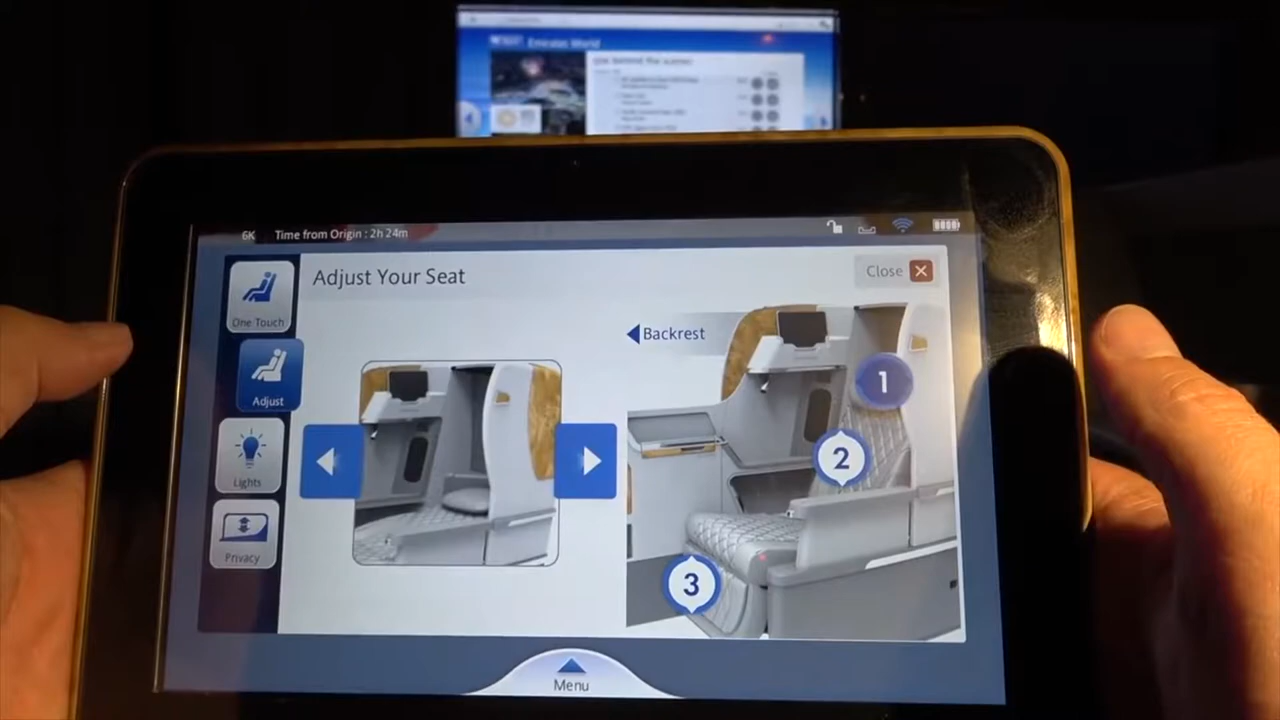 Emirates World
6K
Time from Origin : 2h 24m
Adjust Your Seat
Close
One Touch
Adjust
Lights
Privacy
Backrest
1
2
3
Menu